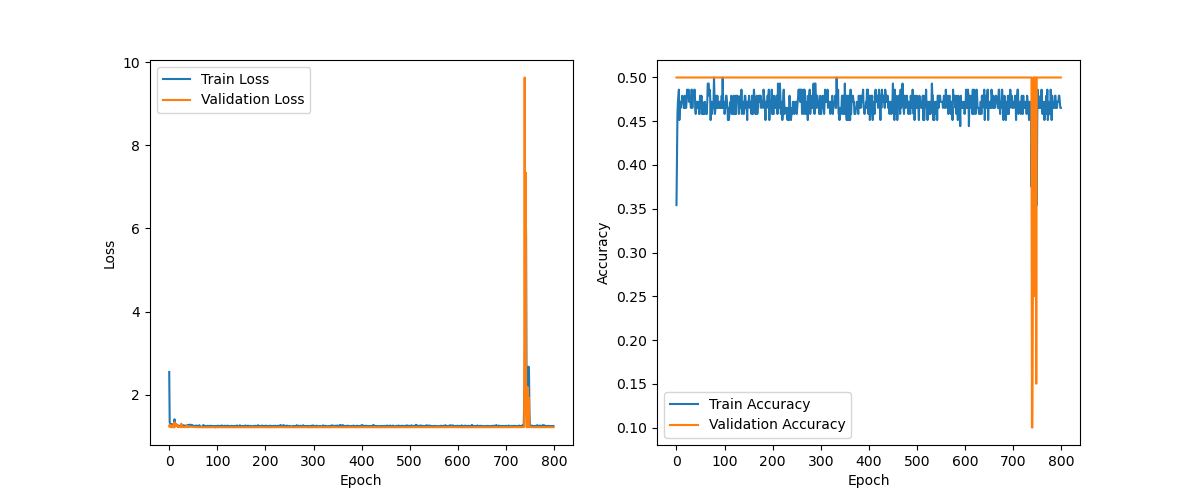 Train Loss
Validation Loss
10
8
6
4
2
Loss
0 100 200 300 400 500 600 700 800
Epoch
0.50
0.45
0.40
0.35
0.30
0.25
0.20
0.15
0.10
Accuracy
Train Accuracy
Validation Accuracy
0 100 200 300 400 500 600 700 800
Epoch